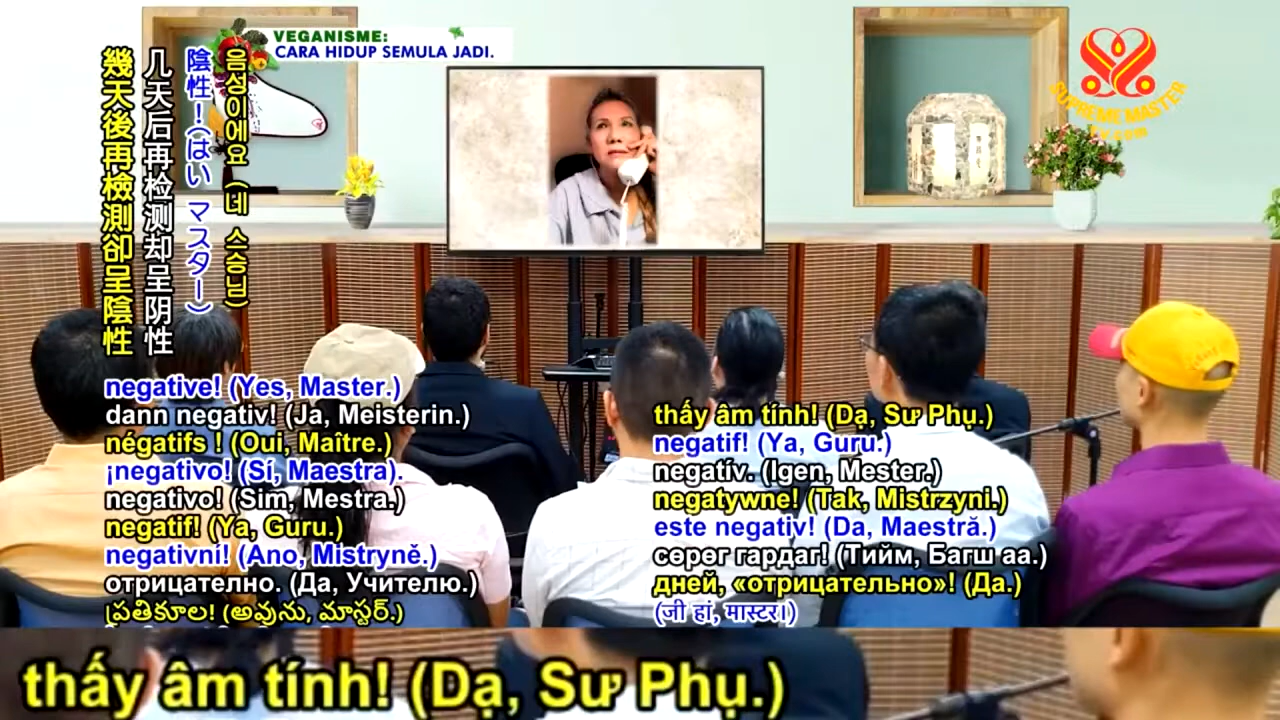 VEGANISME:
CARA HIDUP SEMULA JADI.
SUPREME MASTER
TV.COM
幾天後再檢測卻呈陰性
几天后再检测却呈阴性
陰性！(はい マスター)
음성이에요 (네 스승님)
negative! (Yes, Master.)
dann negativ! (Ja, Meisterin.)
négatifs ! (Oui, Maître.)
¡negativo! (Sí, Maestra).
negativo! (Sim, Mestra.)
negatif! (Ya, Guru.)
negativní! (Ano, Mistryně.)
отрицателно. (Да, Учителю.)
ప్రతికూల! (అవును, మాస్టర్.)
thấy âm tính! (Dạ, Sư Phụ.)
negatif! (Ya, Guru.)
negatív. (Igen, Mester.)
negatywne! (Tak, Mistrzyni.)
este negativ! (Da, Maestră.)
сөрөг гардаг! (Тийм, Багш аа.)
дней, «отрицательно»! (Да.)
(जी हां, मास्टर।)
thấy âm tính! (Dạ, Sư Phụ.)